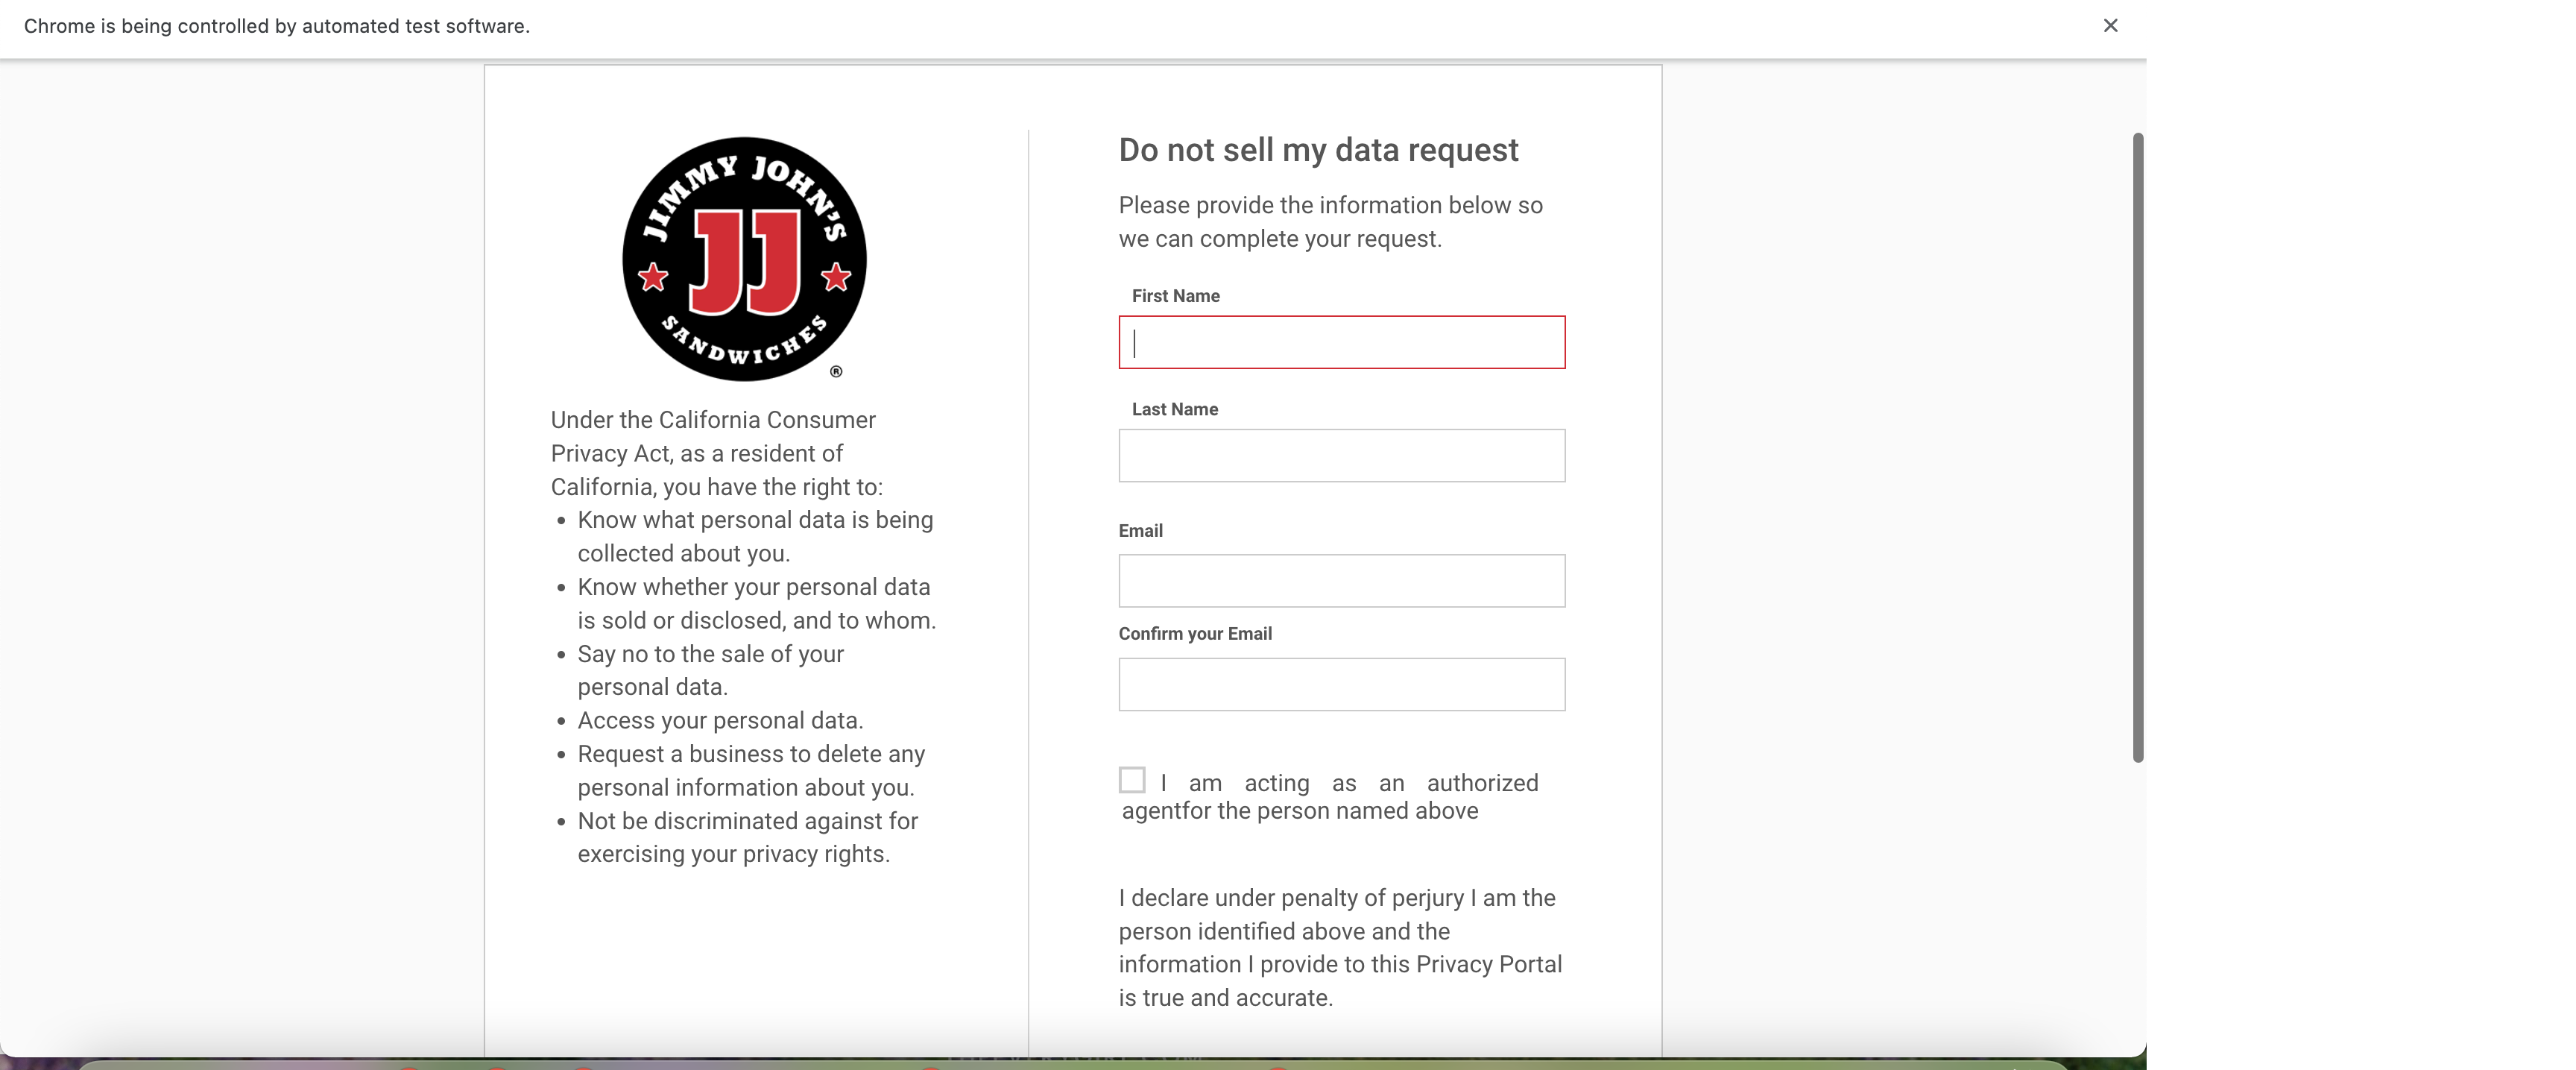 Chrome is being controlled by automated test software.
JIMMY JOHN'S
JJ
SANDWICHES
®
Under the California Consumer
Privacy Act, as a resident of
California, you have the right to:
• Know what personal data is being
collected about you.
• Know whether your personal data
is sold or disclosed, and to whom.
• Say no to the sale of your
personal data.
• Access your personal data.
• Request a business to delete any
personal information about you.
• Not be discriminated against for
exercising your privacy rights.
Do not sell my data request
Please provide the information below so
we can complete your request.
First Name
Last Name
Email
Confirm your Email
I am acting as an authorized
agentfor the person named above
I declare under penalty of perjury I am the
person identified above and the
information I provide to this Privacy Portal
is true and accurate.